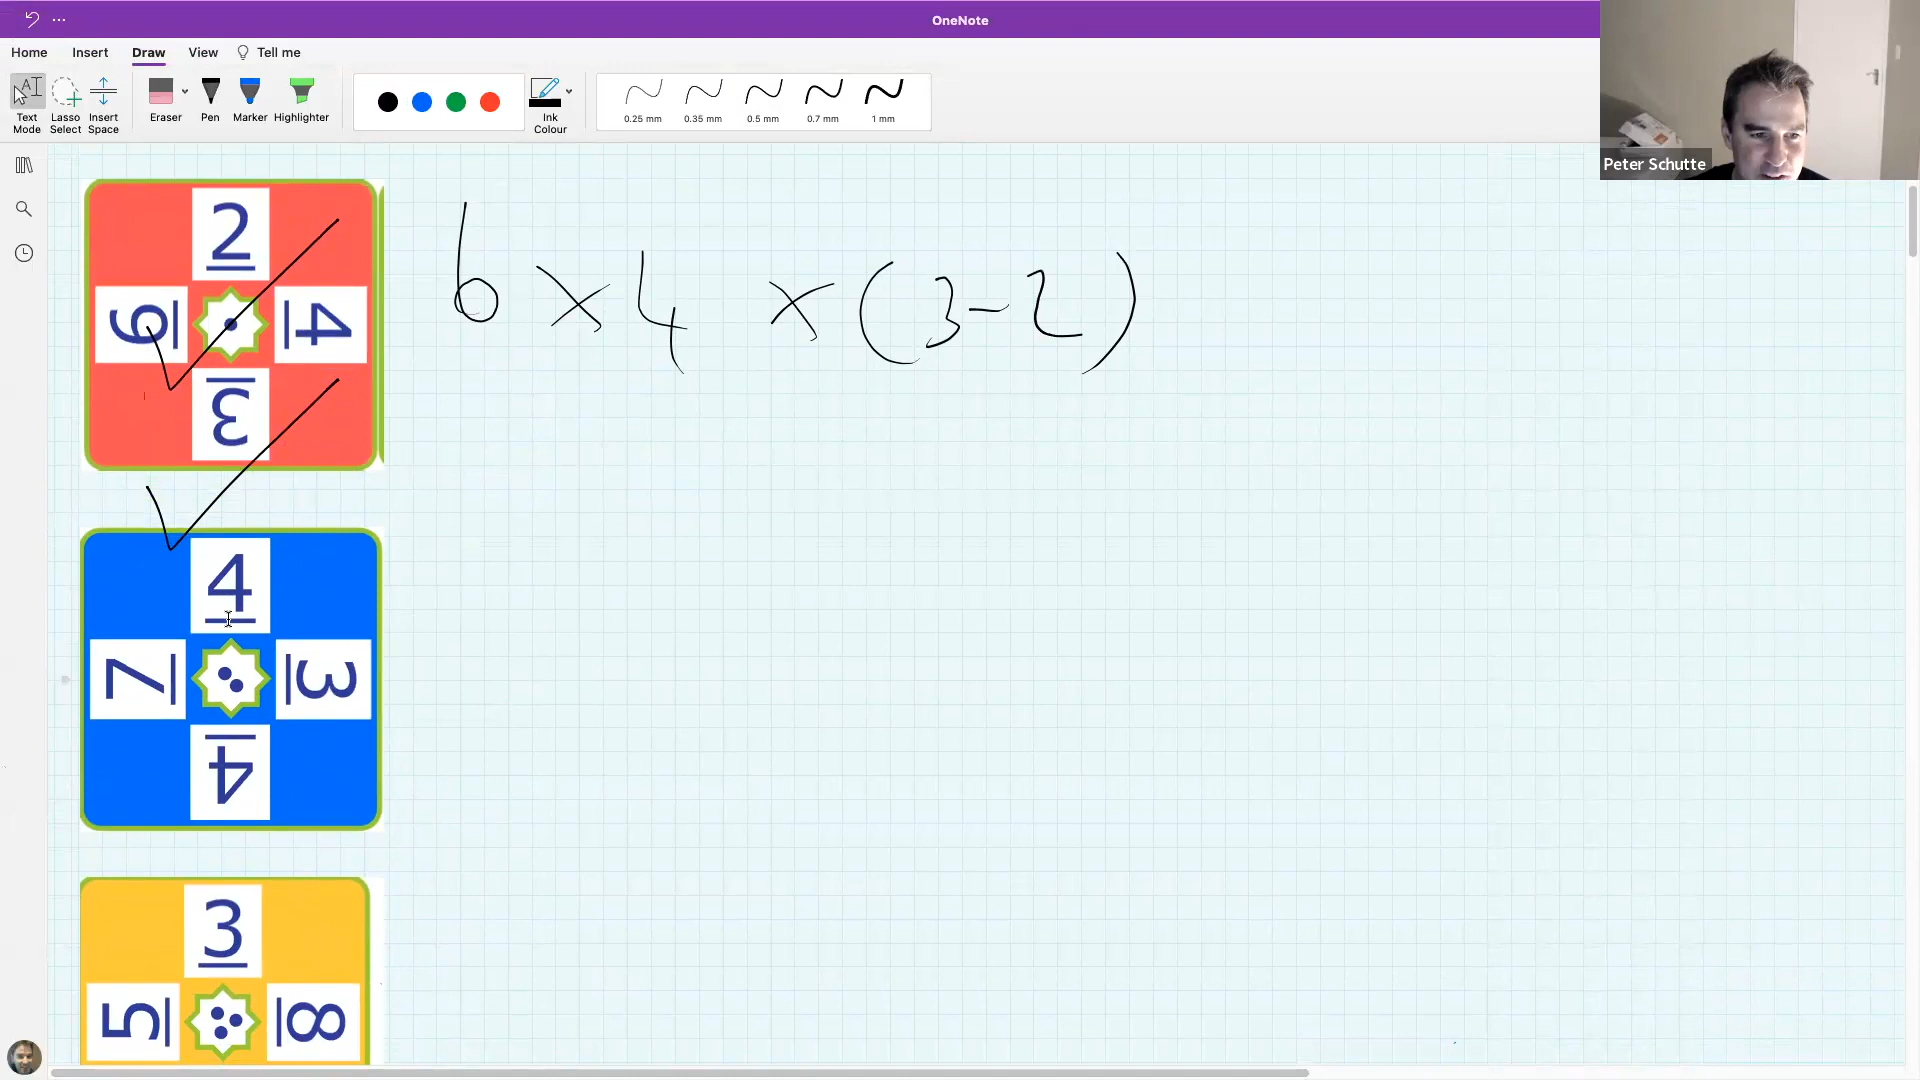 OneNote
Home Insert Draw View Tell me
Text Mode
Lasso Select
Insert Space
Eraser
Pen
Marker
Highlighter
Ink Colour
0.25 mm
0.35 mm
0.5 mm
0.7 mm
1 mm
Peter Schutte
2
6 4
3
6 × 4 × (3-2)
4
7 3
4
3
5 8